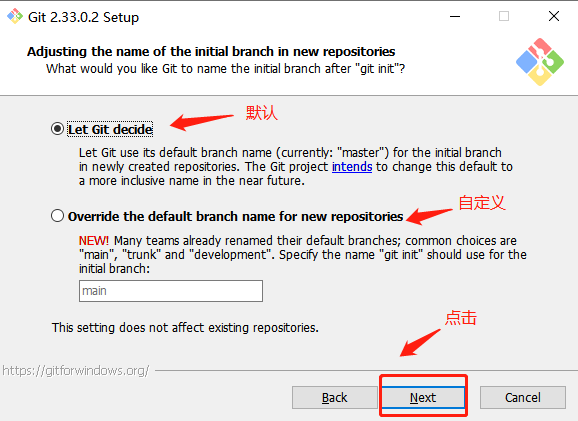 Git 2.33.0.2 Setup
Adjusting the name of the initial branch in new repositories
What would you like Git to name the initial branch after "git init"?
默认
Let Git decide
Let Git use its default branch name (currently: "master") for the initial branch
in newly created repositories. The Git project intends to change this default to
a more inclusive name in the near future.
自定义
Override the default branch name for new repositories
NEW! Many teams already renamed their default branches; common choices are
"main", "trunk" and "development". Specify the name "git init" should use for the
initial branch:
main
点击
This setting does not affect existing repositories.
https://gitforwindows.org/
Back
Next
Cancel